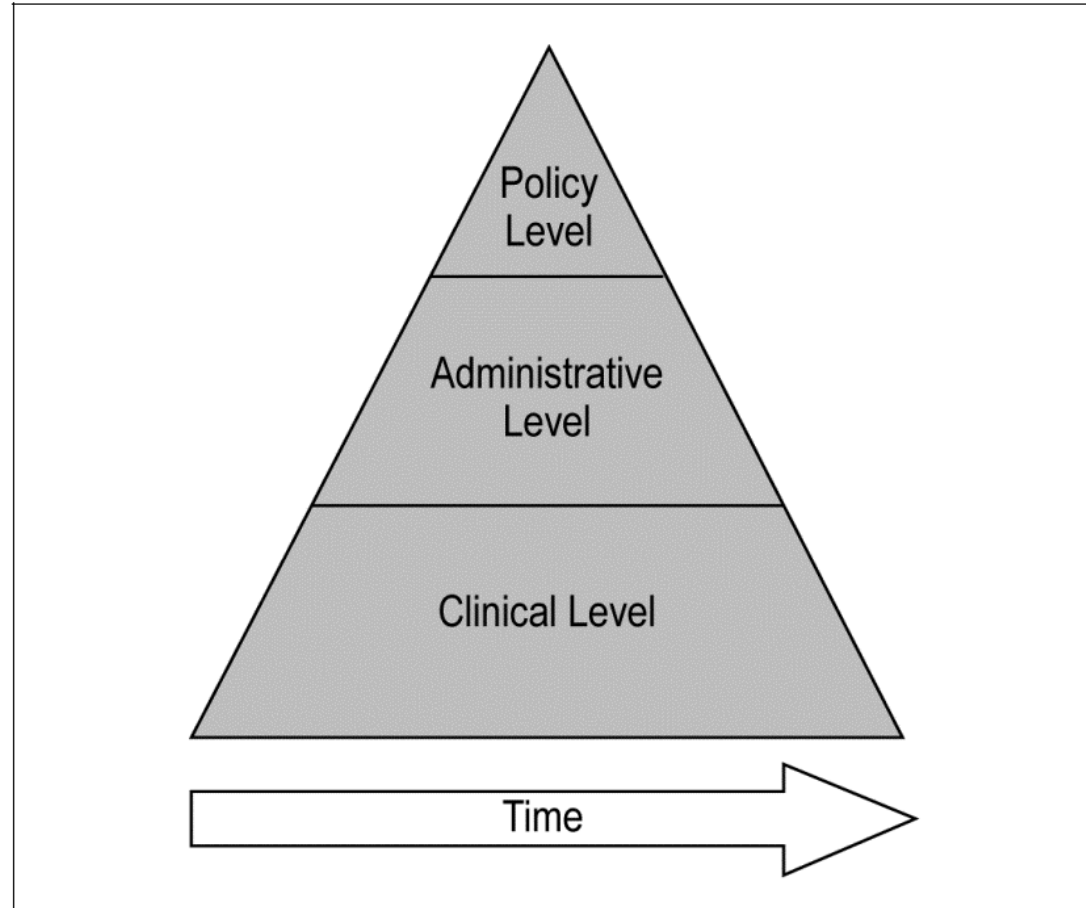 Policy
Level
Administrative
Level
Clinical Level
Time